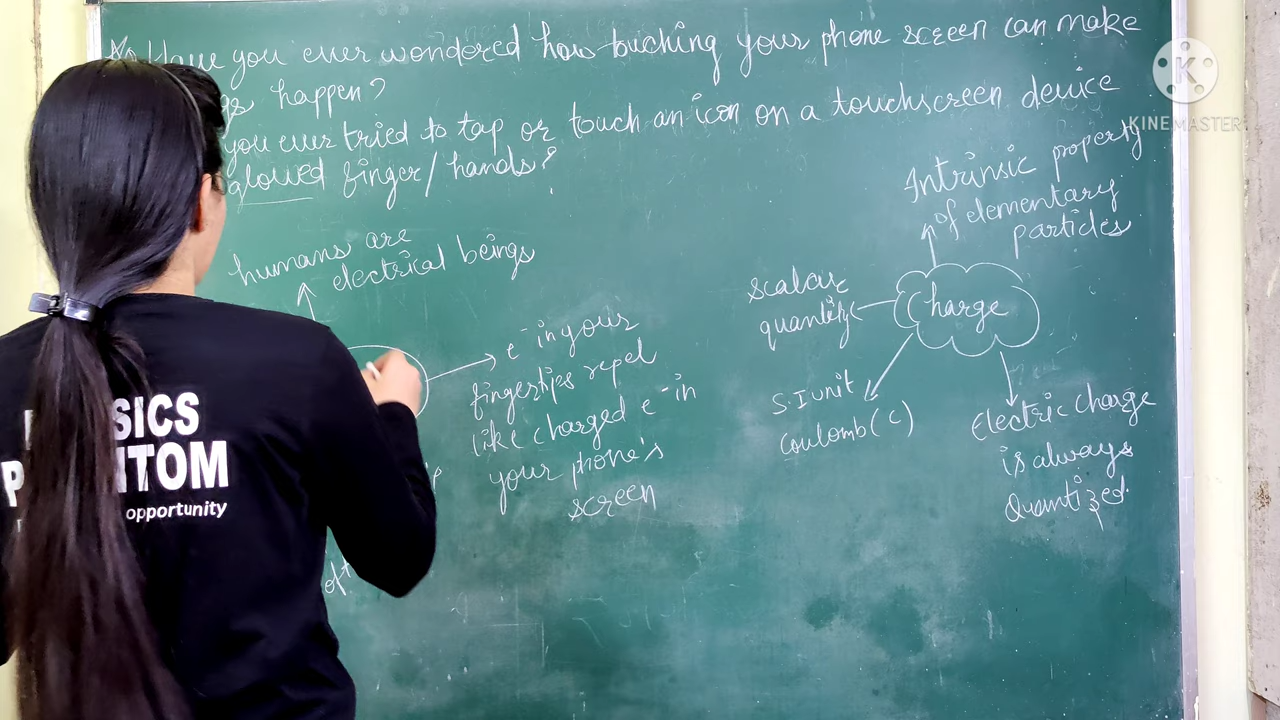 Have you ever wondered how touching your phone screen can make
happen?
you ever tried to tap or touch an icon on a touchscreen device
glowed finger/hands?
humans are
electrical beings
e⁻ in your
fingertips repel
like charged e⁻ in
your phone's
screen
Intrinsic property
of elementary
particles
scalar
quantity
Charge
S.I unit
Coulomb (C)
Electric charge
is always
Quantized.
KINEMASTER
K
SICS
opportunity